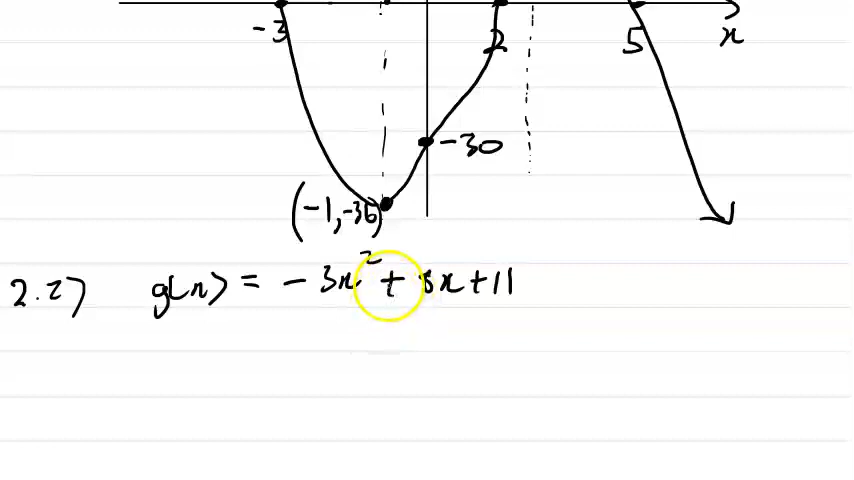 -3 2 5 x
-30
(-1,-36)
2.27 g(x) = -3x² + 8x+11